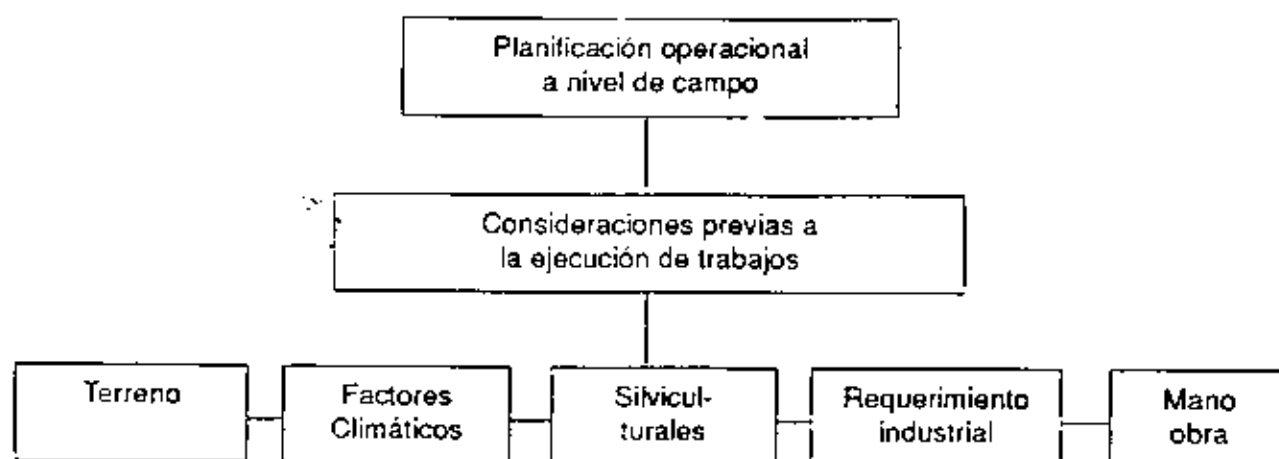 Planificación operacional
a nivel de campo
Consideraciones previas a
la ejecución de trabajos
Terreno
Factores
Climáticos
Silvicul-
turales
Requerimiento
industrial
Mano
obra